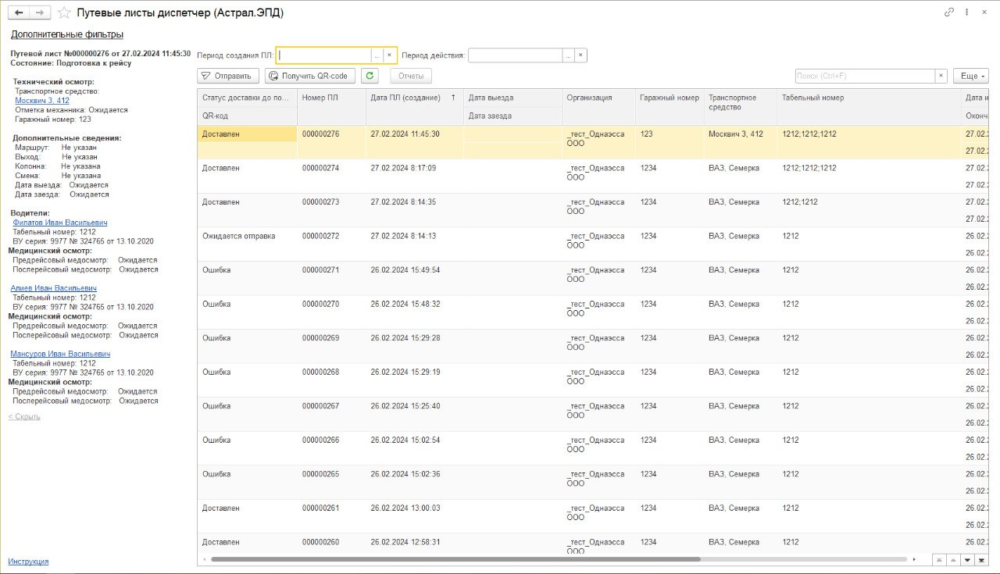 Путевые листы диспетчер (Астрал.ЭПД)
Дополнительные фильтры
Путевой лист №000000276 от 27.02.2024 11:45:30
Состояние: Подготовка к рейсу
Технический осмотр:
Транспортное средство:
Москвич 3, 412
Отметка механника: Ожидается
Гаражный номер: 123
Дополнительные сведения:
Маршрут: Не указан
Выход: Не указан
Колонна: Не указана
Смена: Не указана
Дата выезда: Ожидается
Дата заезда: Ожидается
Водители:
Филатов Иван Васильевич
Табельный номер: 1212
ВУ серия: 9977 № 324765 от 13.10.2020
Медицинский осмотр:
Предрейсовый медосмотр: Ожидается
Послерейсовый медосмотр: Ожидается
Алиев Иван Васильевич
Табельный номер: 1212
ВУ серия: 9977 № 324765 от 13.10.2020
Медицинский осмотр:
Предрейсовый медосмотр: Ожидается
Послерейсовый медосмотр: Ожидается
Мансуров Иван Васильевич
Табельный номер: 1212
ВУ серия: 9977 № 324765 от 13.10.2020
Медицинский осмотр:
Предрейсовый медосмотр: Ожидается
Послерейсовый медосмотр: Ожидается
< Скрыть
Инструкция
Период создания ПЛ: ... × Период действия: ... ×
Отправить Получить QR-code Отчеты Поиск (Ctrl+F) × Еще
Статус доставки до по... Номер ПЛ Дата ПЛ (создание) ↑ Дата выезда Организация Гаражный номер Транспортное средство Табельный номер Дата и
QR-код Дата заезда Оконч
Доставлен 000000276 27.02.2024 11:45:30 _тест_Однаэсса ООО 123 Москвич 3, 412 1212;1212;1212 27.02.2
27.02.2
Доставлен 000000274 27.02.2024 8:17:09 _тест_Однаэсса ООО 1234 ВАЗ, Семерка 1212;1212;1212 27.02.2
27.02.2
Доставлен 000000273 27.02.2024 8:14:35 _тест_Однаэсса ООО 1234 ВАЗ, Семерка 1212;1212 27.02.2
27.02.2
Ожидается отправка 000000272 27.02.2024 8:14:13 _тест_Однаэсса ООО 1234 ВАЗ, Семерка 1212 26.02.2
26.02.2
Ошибка 000000271 26.02.2024 15:49:54 _тест_Однаэсса ООО 1234 ВАЗ, Семерка 1212 26.02.2
26.02.2
Ошибка 000000270 26.02.2024 15:48:32 _тест_Однаэсса ООО 1234 ВАЗ, Семерка 1212 26.02.2
26.02.2
Ошибка 000000269 26.02.2024 15:29:28 _тест_Однаэсса ООО 1234 ВАЗ, Семерка 1212 26.02.2
26.02.2
Ошибка 000000268 26.02.2024 15:29:19 _тест_Однаэсса ООО 1234 ВАЗ, Семерка 1212 26.02.2
26.02.2
Ошибка 000000267 26.02.2024 15:25:40 _тест_Однаэсса ООО 1234 ВАЗ, Семерка 1212 26.02.2
26.02.2
Ошибка 000000266 26.02.2024 15:02:54 _тест_Однаэсса ООО 1234 ВАЗ, Семерка 1212 26.02.2
26.02.2
Ошибка 000000265 26.02.2024 15:02:36 _тест_Однаэсса ООО 1234 ВАЗ, Семерка 1212 26.02.2
26.02.2
Доставлен 000000261 26.02.2024 13:00:03 _тест_Однаэсса ООО 1234 ВАЗ, Семерка 1212 26.02.2
26.02.2
Доставлен 000000260 26.02.2024 12:58:31 _тест_Однаэсса ООО 1234 ВАЗ, Семерка 1212 26.02.2